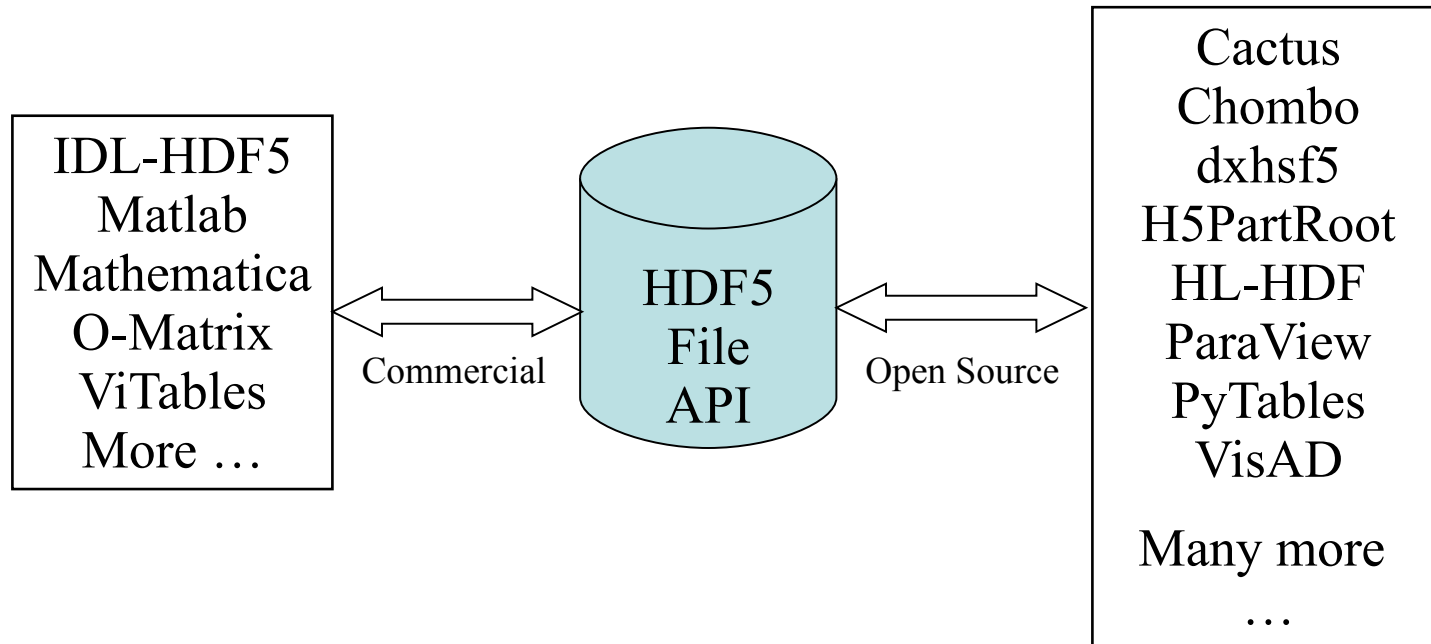 IDL-HDF5
Matlab
Mathematica
O-Matrix
ViTables
More …
Commercial
HDF5
File
API
Open Source
Cactus
Chombo
dxhsf5
H5PartRoot
HL-HDF
ParaView
PyTables
VisAD
Many more
…